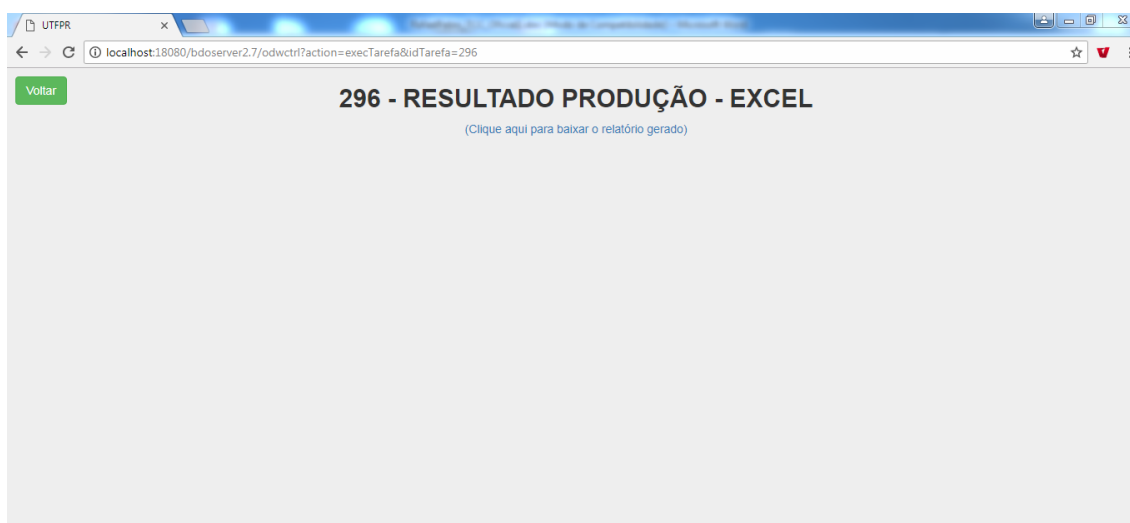 UTFPR
localhost:18080/bdoserver2.7/odwctrl?action=execTarefa&idTarefa=296
Voltar
296 - RESULTADO PRODUÇÃO - EXCEL
(Clique aqui para baixar o relatório gerado)